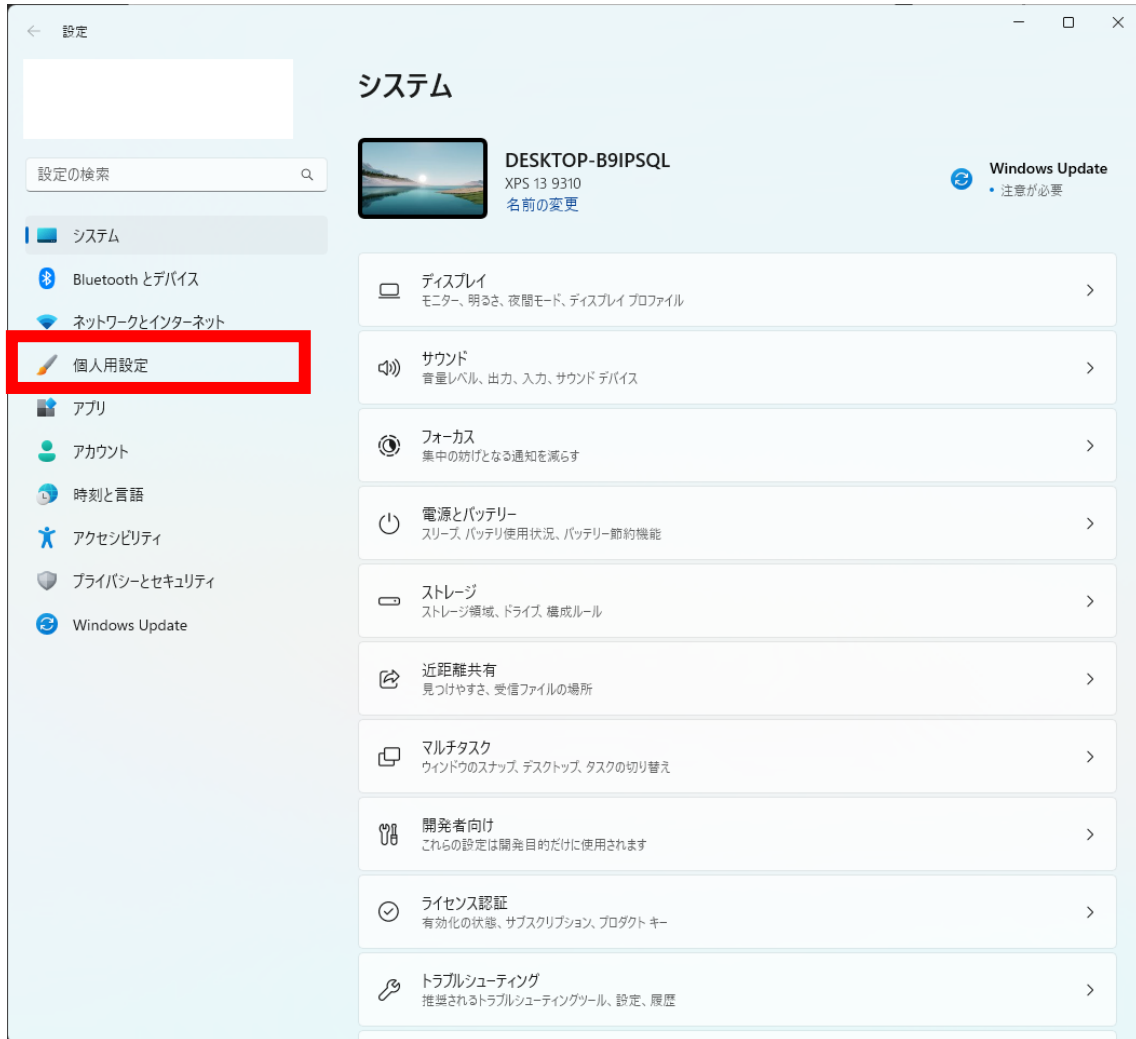 設定
システム
DESKTOP-B9IPSQL
XPS 13 9310
名前の変更
Windows Update
• 注意が必要
設定の検索
システム
Bluetooth とデバイス
ネットワークとインターネット
個人用設定
アプリ
アカウント
時刻と言語
アクセシビリティ
プライバシーとセキュリティ
Windows Update
ディスプレイ
モニター、明るさ、夜間モード、ディスプレイ プロファイル
サウンド
音量レベル、出力、入力、サウンド デバイス
フォーカス
集中の妨げとなる通知を減らす
電源とバッテリー
スリープ、バッテリ使用状況、バッテリー節約機能
ストレージ
ストレージ領域、ドライブ、構成ルール
近距離共有
見つけやすさ、受信ファイルの場所
マルチタスク
ウィンドウのスナップ、デスクトップ、タスクの切り替え
開発者向け
これらの設定は開発目的だけに使用されます
ライセンス認証
有効化の状態、サブスクリプション、プロダクト キー
トラブルシューティング
推奨されるトラブルシューティングツール、設定、履歴